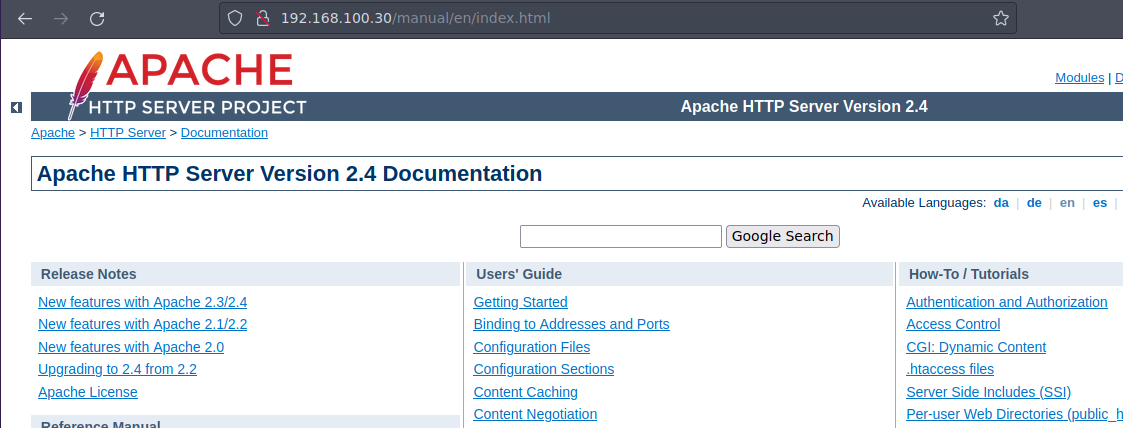 192.168.100.30/manual/en/index.html
APACHE
HTTP SERVER PROJECT
Modules | D
Apache HTTP Server Version 2.4
Apache > HTTP Server > Documentation
Apache HTTP Server Version 2.4 Documentation
Available Languages: da | de | en | es |
Google Search
Release Notes
New features with Apache 2.3/2.4
New features with Apache 2.1/2.2
New features with Apache 2.0
Upgrading to 2.4 from 2.2
Apache License
Reference Manual
Users' Guide
Getting Started
Binding to Addresses and Ports
Configuration Files
Configuration Sections
Content Caching
Content Negotiation
How-To / Tutorials
Authentication and Authorization
Access Control
CGI: Dynamic Content
.htaccess files
Server Side Includes (SSI)
Per-user Web Directories (public_h